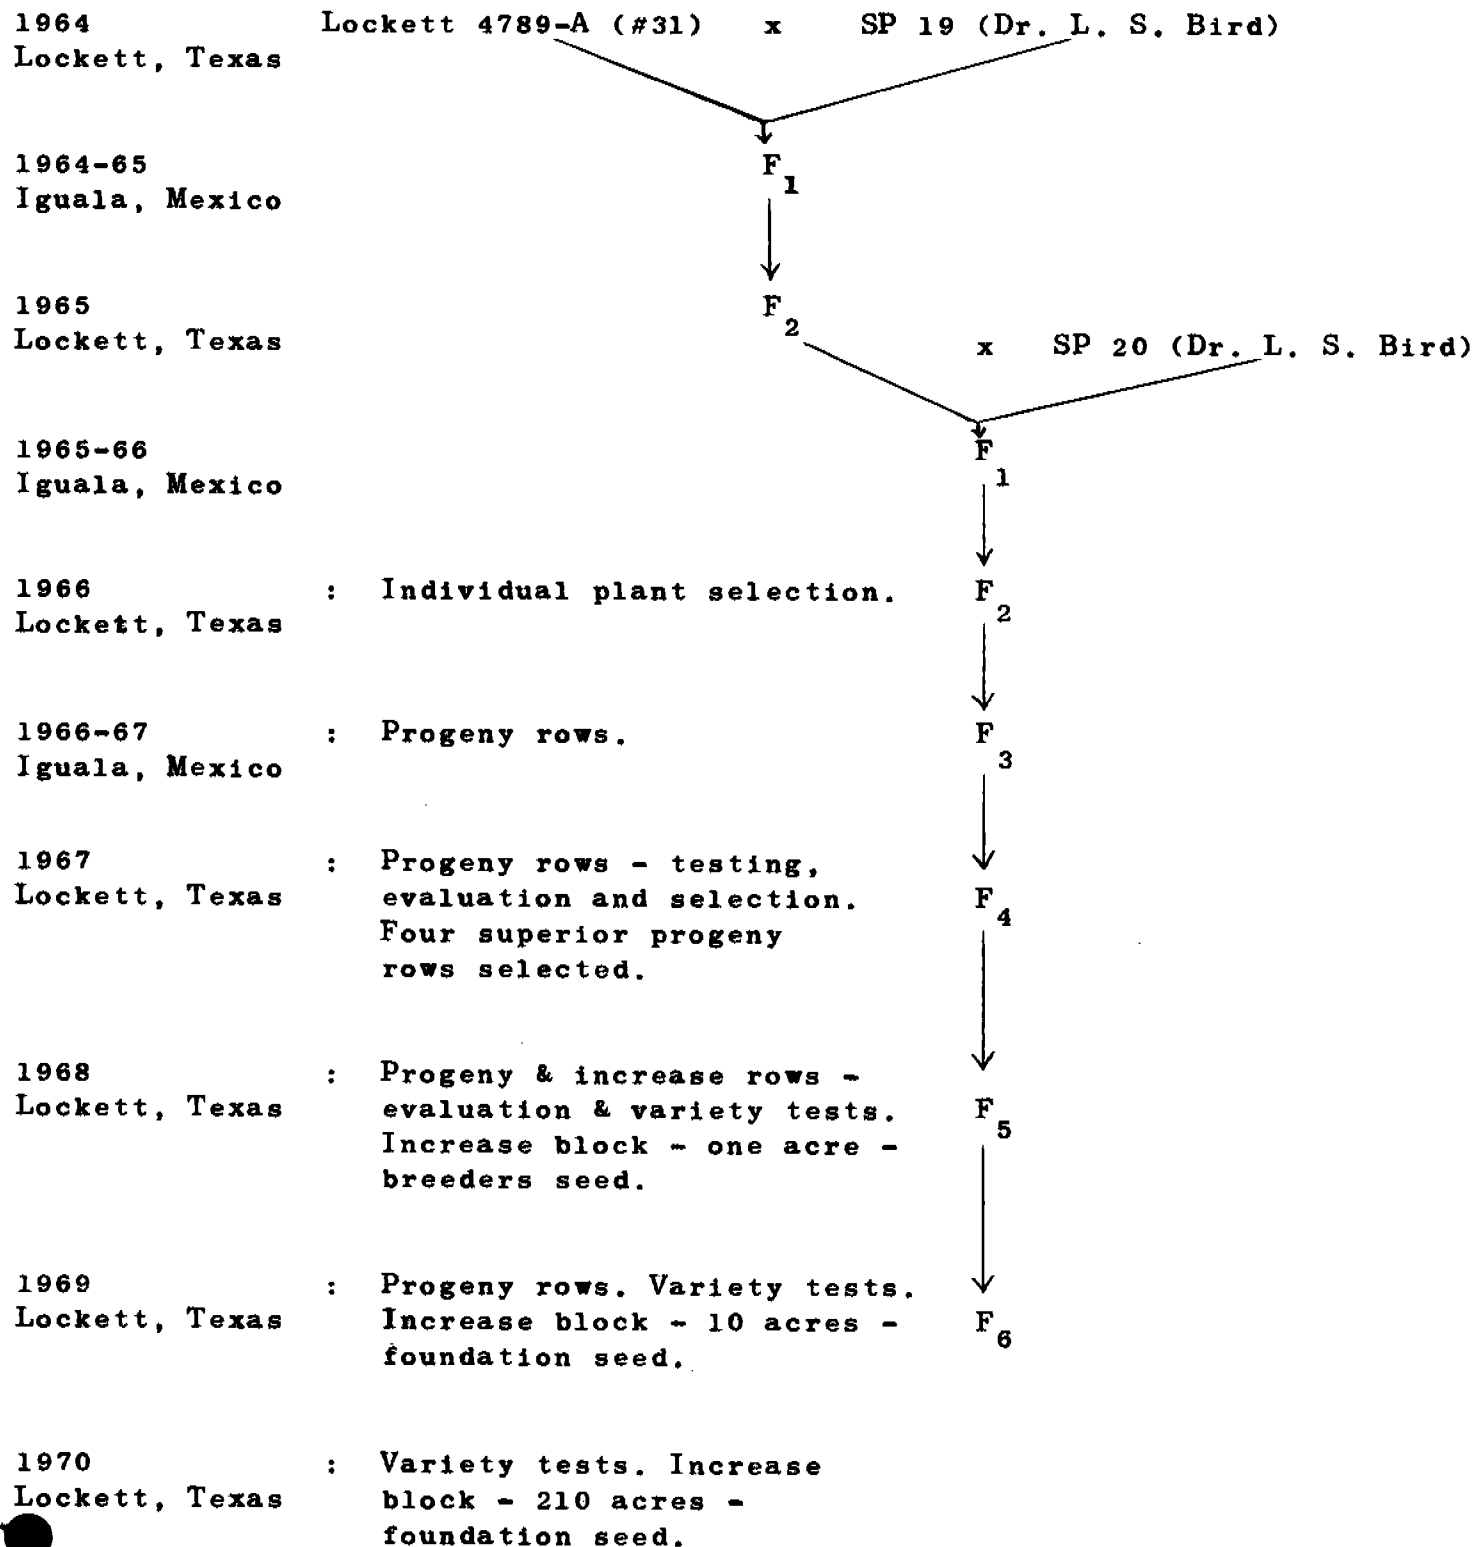 1964 Lockett 4789-A (#31) x SP 19 (Dr. L. S. Bird)
Lockett, Texas
1964-65 F1
Iguala, Mexico
1965 F2
Lockett, Texas x SP 20 (Dr. L. S. Bird)
1965-66 F1
Iguala, Mexico
1966 : Individual plant selection. F2
Lockett, Texas
1966-67 : Progeny rows. F3
Iguala, Mexico
1967 : Progeny rows - testing,
Lockett, Texas evaluation and selection. F4
Four superior progeny
rows selected.
1968 : Progeny & increase rows -
Lockett, Texas evaluation & variety tests. F5
Increase block - one acre -
breeders seed.
1969 : Progeny rows. Variety tests.
Lockett, Texas Increase block - 10 acres - F6
foundation seed.
1970 : Variety tests. Increase
Lockett, Texas block - 210 acres -
foundation seed.